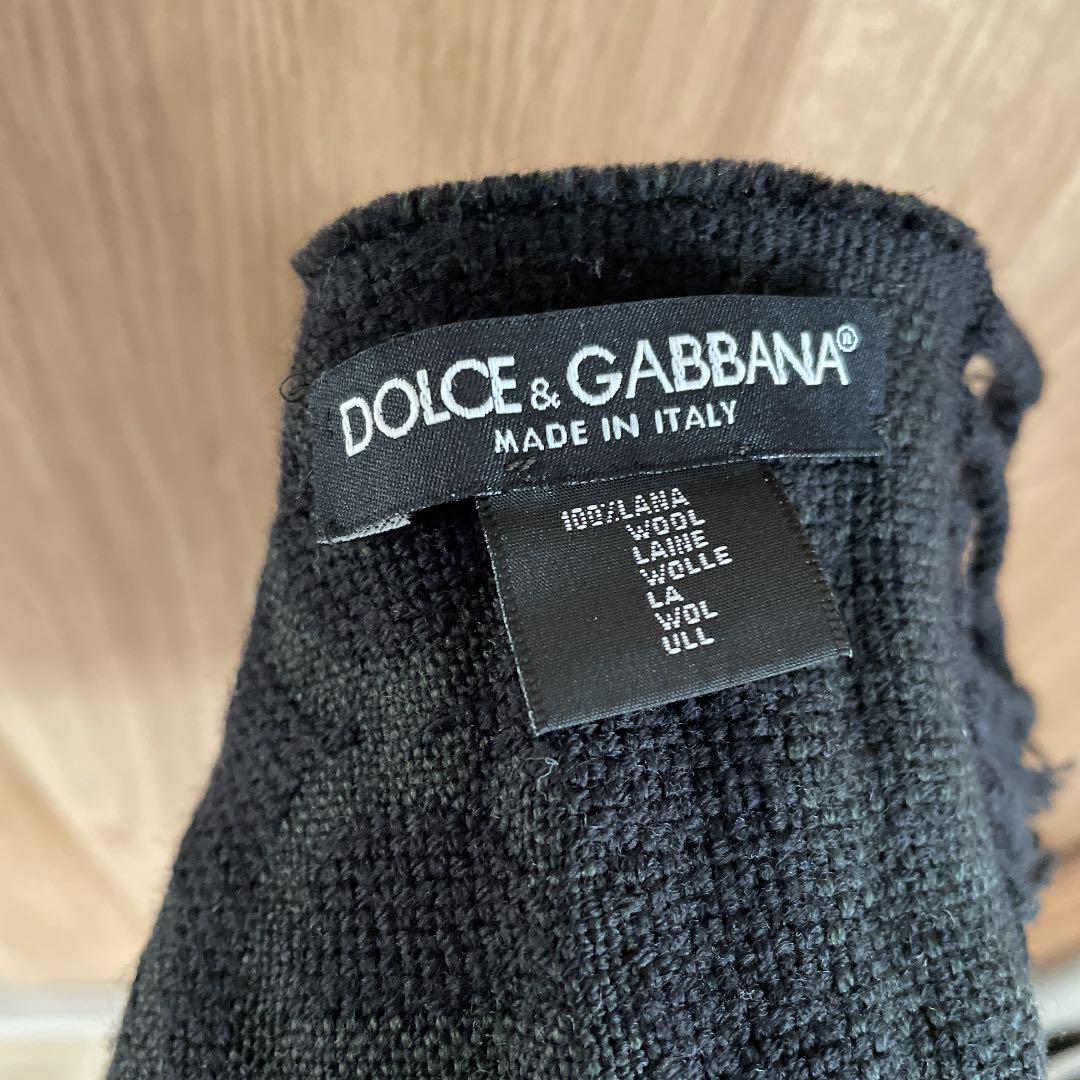 DOLCE & GABBANA®
MADE IN ITALY
100%LANA
WOOL
LAINE
WOLLE
LA
WOL
ULL